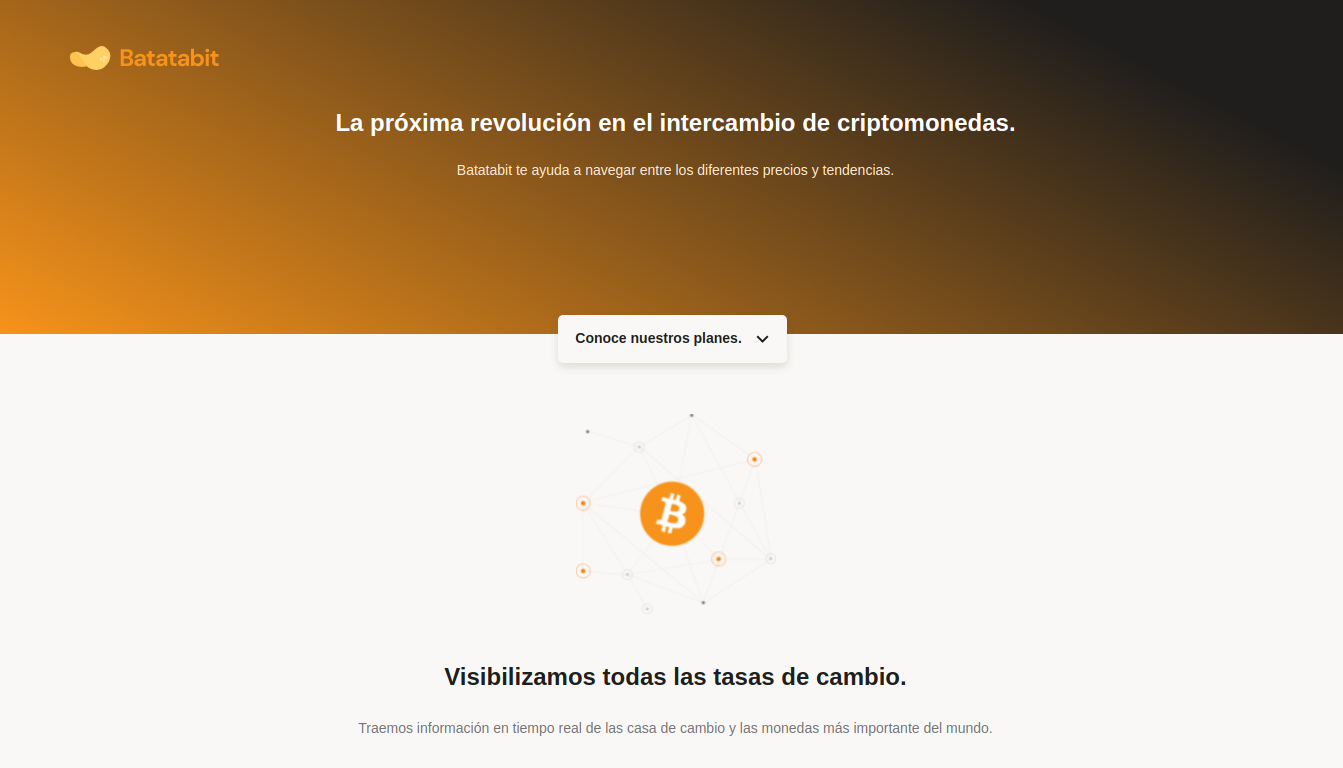 Batatabit
La próxima revolución en el intercambio de criptomonedas.
Batatabit te ayuda a navegar entre los diferentes precios y tendencias.
Conoce nuestros planes.
Visibilizamos todas las tasas de cambio.
Traemos información en tiempo real de las casa de cambio y las monedas más importante del mundo.